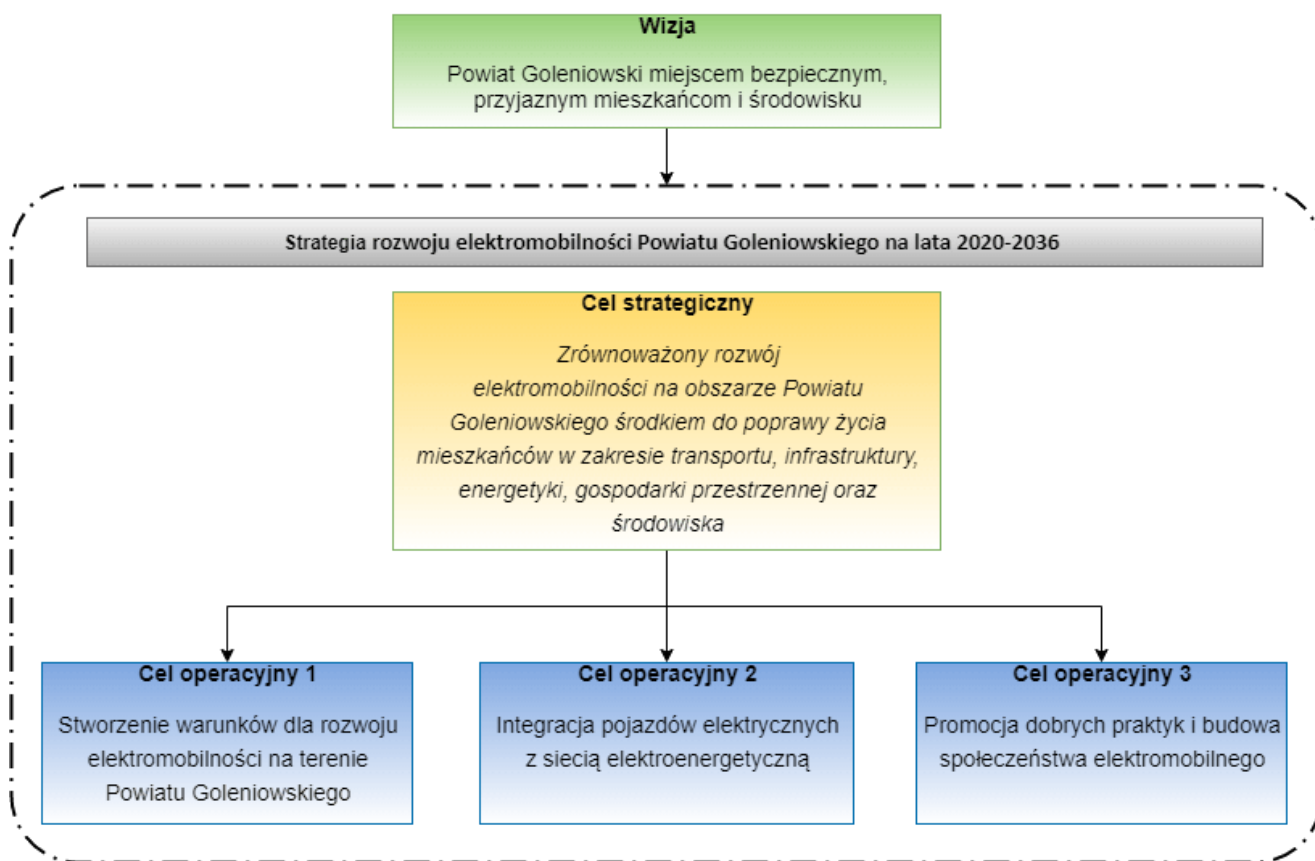 Wizja
Powiat Goleniowski miejscem bezpiecznym,
przyjaznym mieszkańcom i środowisku
Strategia rozwoju elektromobilności Powiatu Goleniowskiego na lata 2020-2036
Cel strategiczny
Zrównoważony rozwój
elektromobilności na obszarze Powiatu
Goleniowskiego środkiem do poprawy życia
mieszkańców w zakresie transportu, infrastruktury,
energetyki, gospodarki przestrzennej oraz
środowiska
Cel operacyjny 1
Stworzenie warunków dla rozwoju
elektromobilności na terenie
Powiatu Goleniowskiego
Cel operacyjny 2
Integracja pojazdów elektrycznych
z siecią elektroenergetyczną
Cel operacyjny 3
Promocja dobrych praktyk i budowa
społeczeństwa elektromobilnego